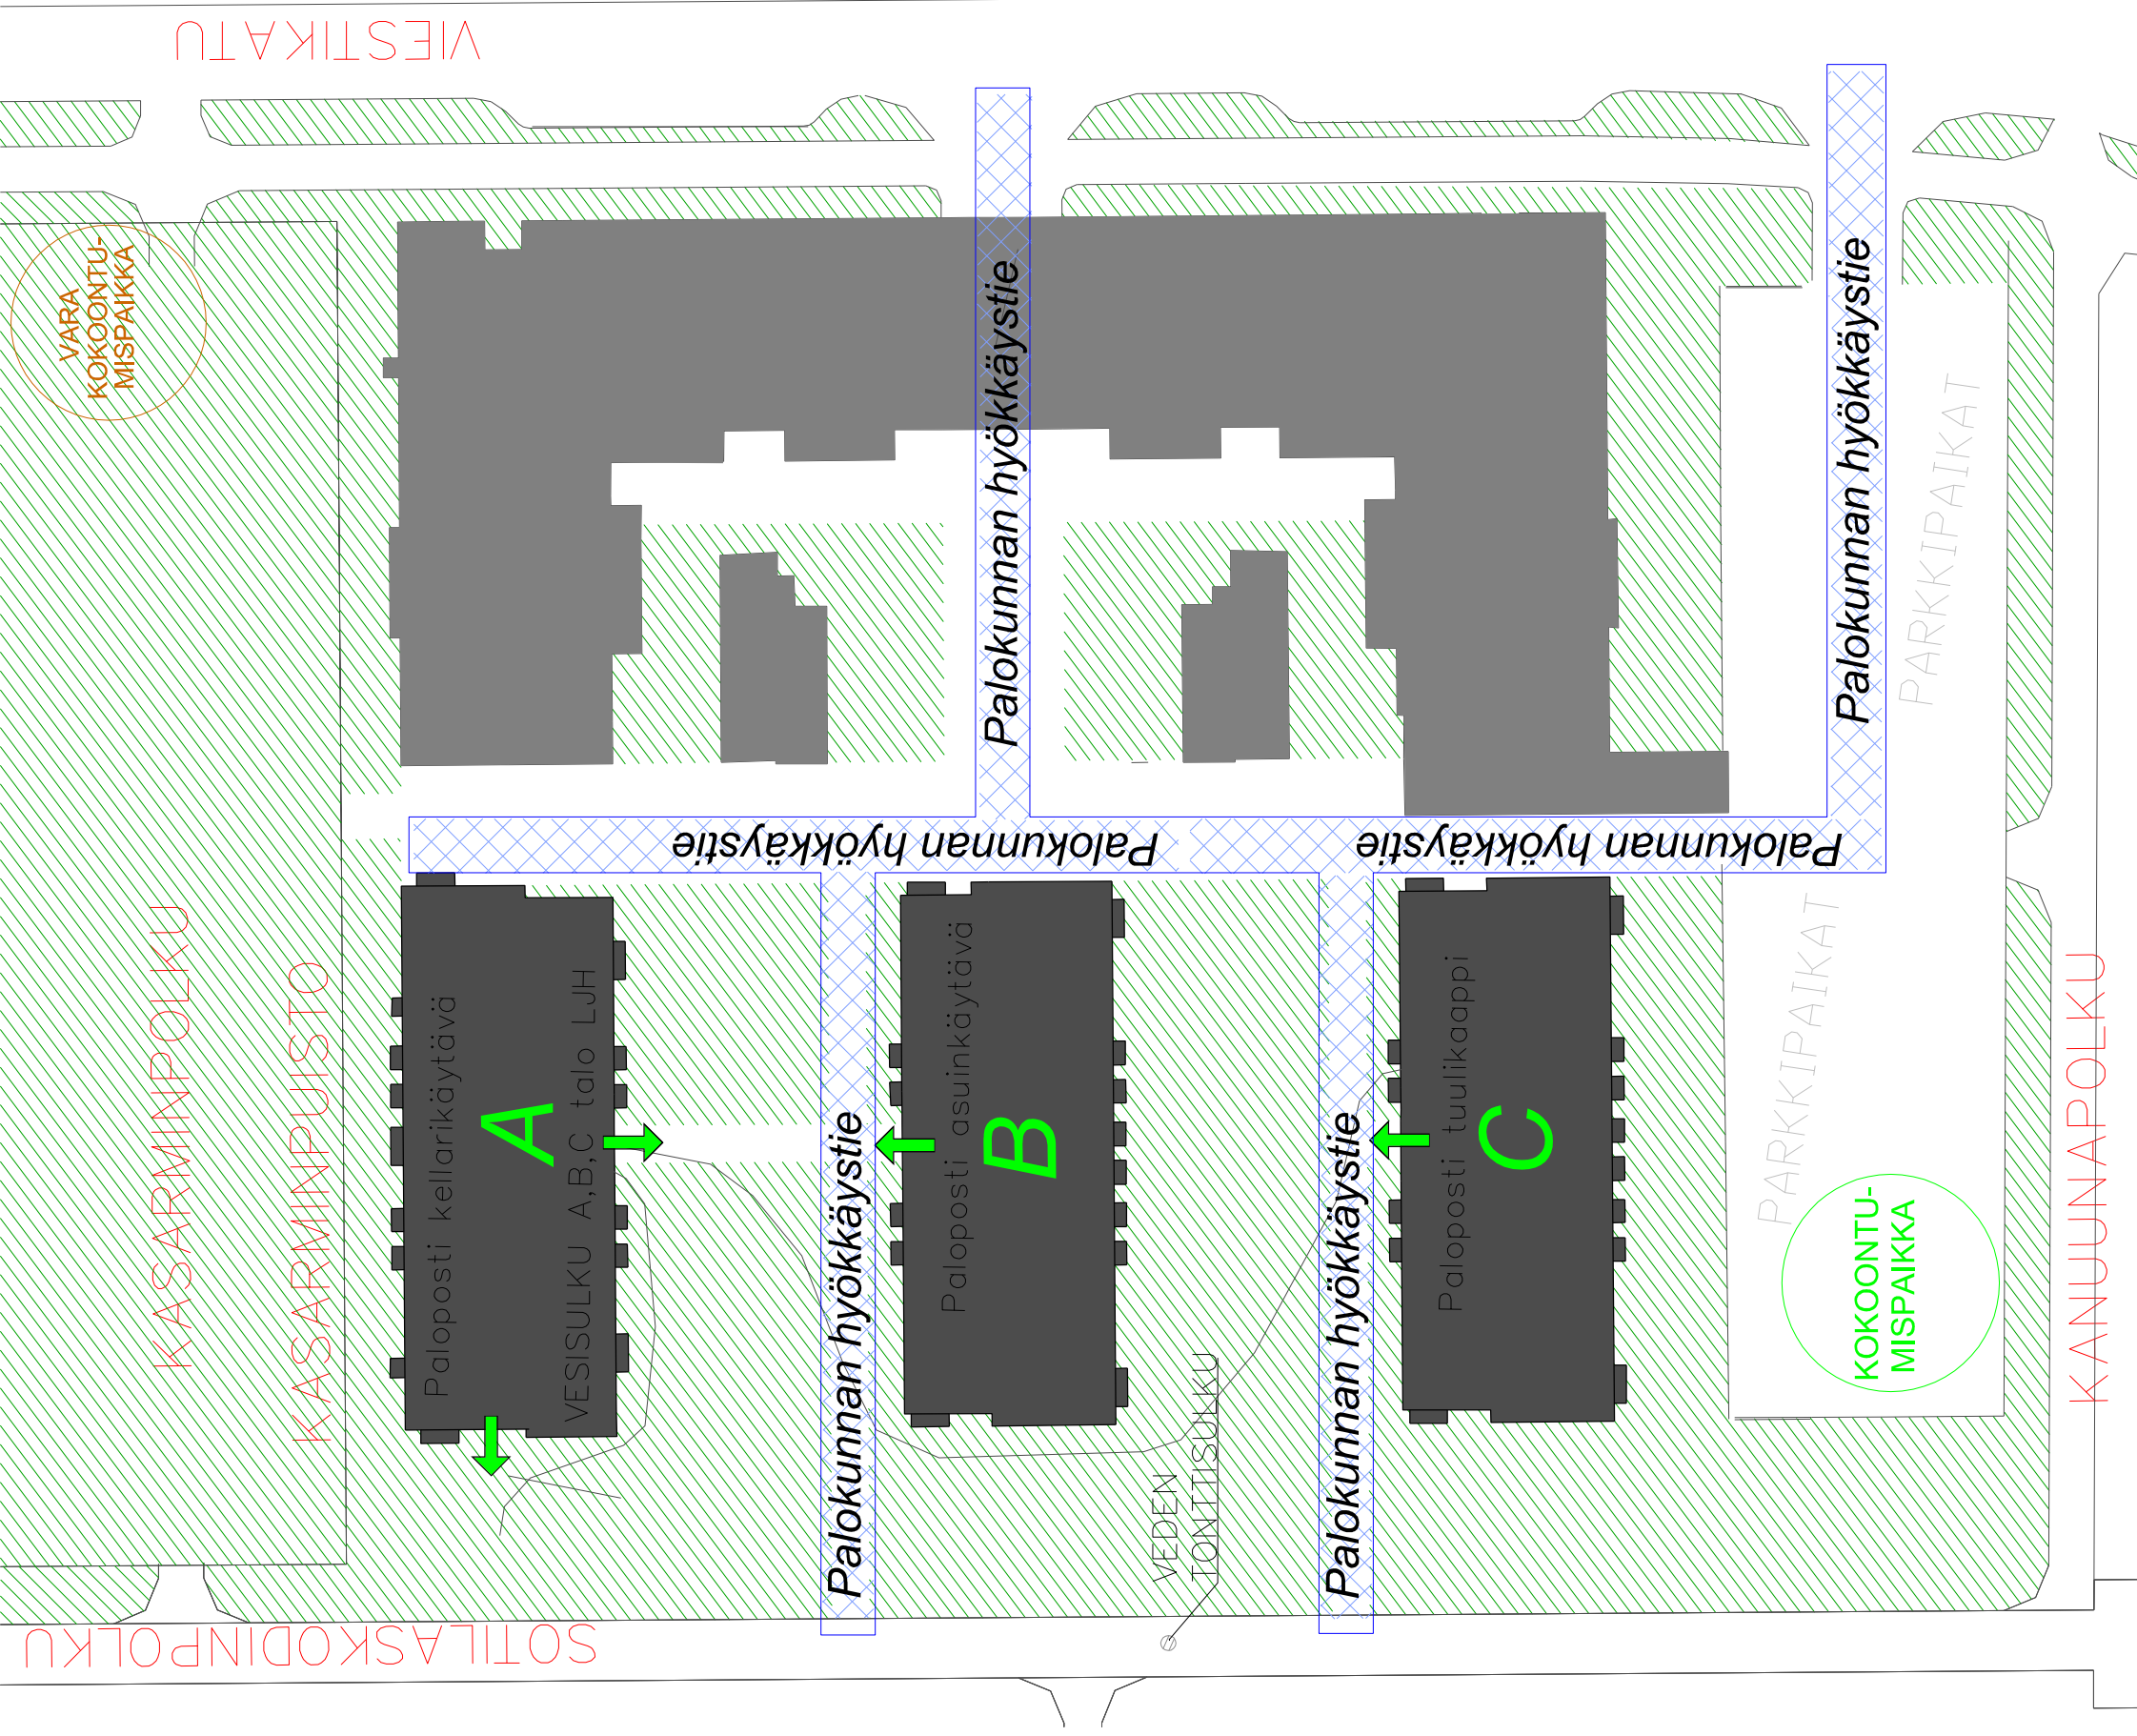 VIESTIKATU
VARA
KOKOONTU-
MISPAIKKA
Palokunnan hyökkäystie
Palokunnan hyökkäystie
PARKKIPAIKAT
Palokunnan hyökkäystie
Palokunnan hyökkäystie
KASARMINPOLKU
KASARMINPUISTO
Paloposti kellarikäytävä
A
VESISULKU A,B,C talo LJH
Palokunnan hyökkäystie
Paloposti asuinkäytävä
B
VEDEN
TONTTISULKU
Palokunnan hyökkäystie
Paloposti tuulikaappi
C
PARKKIPAIKAT
KOKOONTU-
MISPAIKKA
KANUUNAPOLKU
SOTILASKODINPOLKU